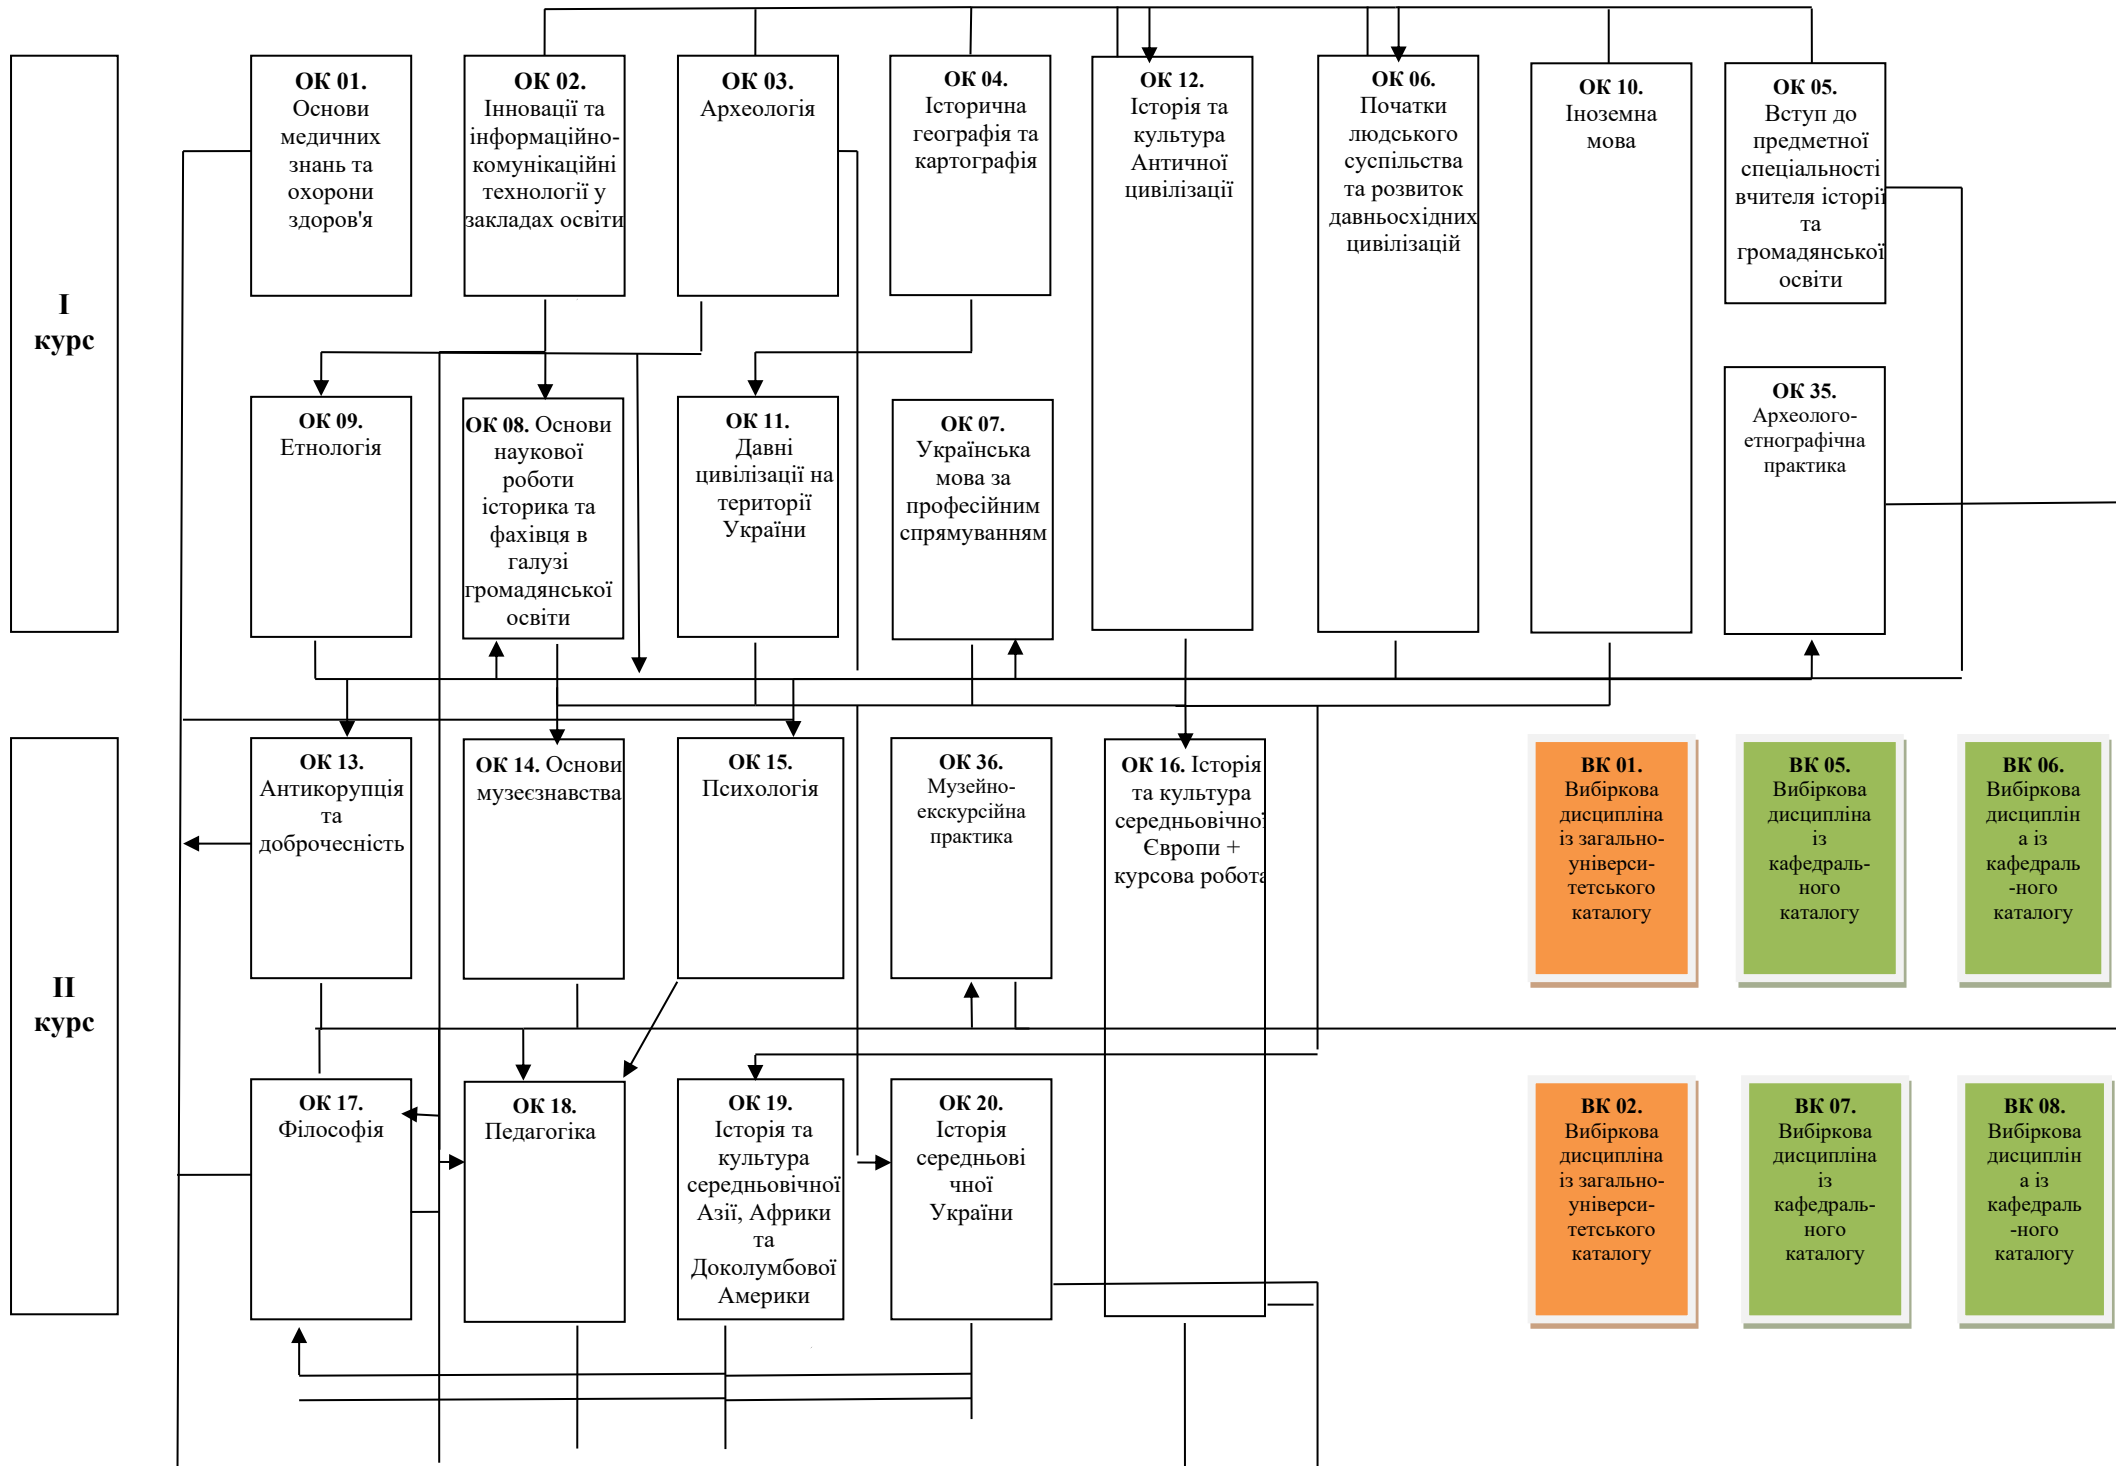 І
курс
ОК 01.
Основи
медичних
знань та
охорони
здоров'я
ОК 02.
Інновації та
інформаційно-
комунікаційні
технології у
закладах освіти
ОК 03.
Археологія
ОК 04.
Історична
географія та
картографія
ОК 12.
Історія та
культура
Античної
цивілізації
ОК 06.
Початки
людського
суспільства
та розвиток
давньосхідних
цивілізацій
ОК 10.
Іноземна
мова
ОК 05.
Вступ до
предметної
спеціальності
вчителя історії
та
громадянської
освіти
ОК 09.
Етнологія
ОК 08. Основи
наукової
роботи
історика та
фахівця в
галузі
громадянської
освіти
ОК 11.
Давні
цивілізації на
території
України
ОК 07.
Українська
мова за
професійним
спрямуванням
ОК 35.
Археолого-
етнографічна
практика
ІІ
курс
ОК 13.
Антикорупція
та
доброчесність
ОК 14. Основи
музеєзнавства
ОК 15.
Психологія
ОК 36.
Музейно-
екскурсійна
практика
ОК 16. Історія
та культура
середньовічної
Європи +
курсова робота
ВК 01.
Вибіркова
дисципліна
із загально-
універси-
тетського
каталогу
ВК 05.
Вибіркова
дисципліна
із
кафедраль-
ного
каталогу
ВК 06.
Вибіркова
дисциплін
а із
кафедраль
-ного
каталогу
ОК 17.
Філософія
ОК 18.
Педагогіка
ОК 19.
Історія та
культура
середньовічної
Азії, Африки
та
Доколумбової
Америки
ОК 20.
Історія
середньові
чної
України
ВК 02.
Вибіркова
дисципліна
із загально-
універси-
тетського
каталогу
ВК 07.
Вибіркова
дисципліна
із
кафедраль-
ного
каталогу
ВК 08.
Вибіркова
дисциплін
а із
кафедраль
-ного
каталогу